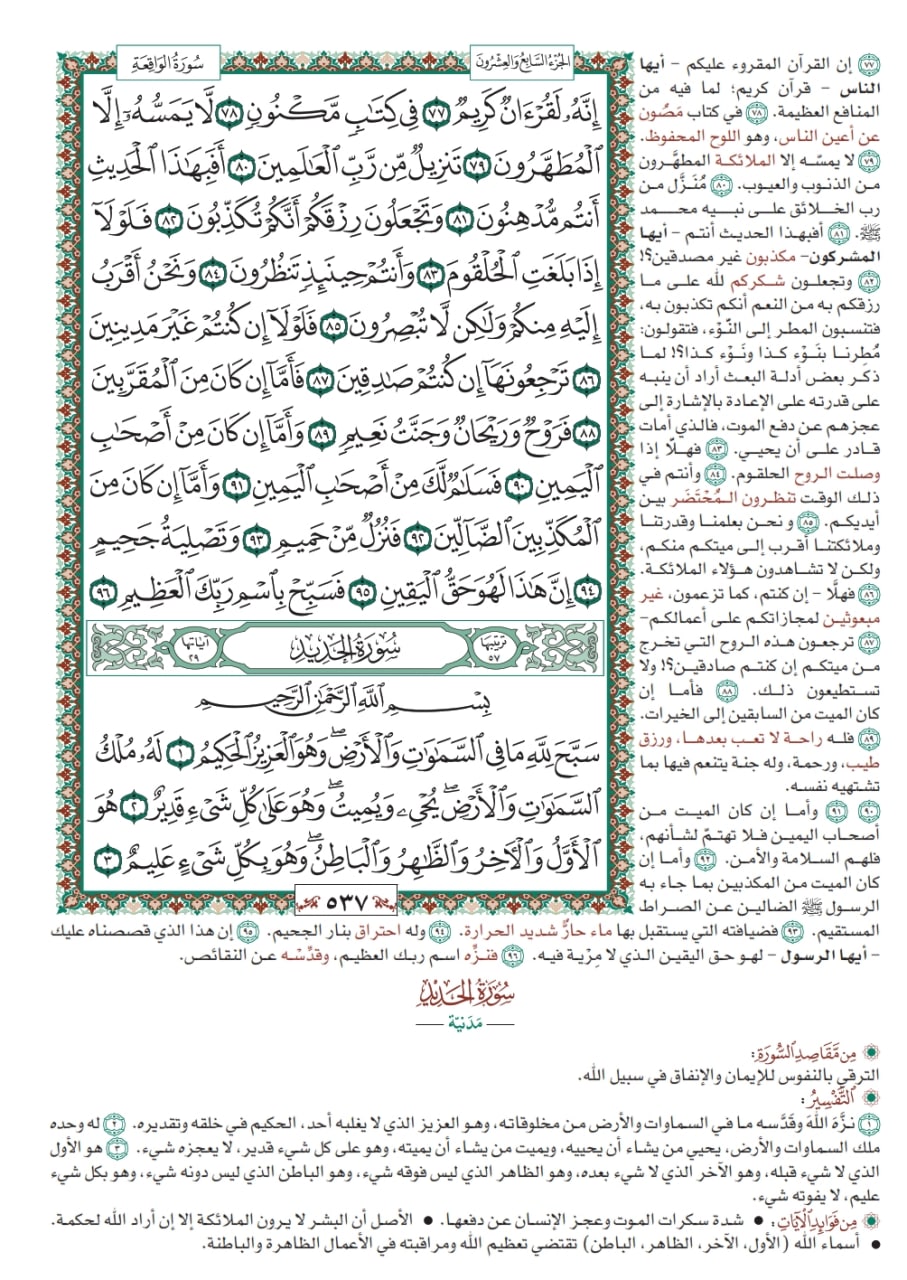 سُورَةُ الوَاقِعَةِ
الجُزْءُ السَّابِعُ وَالعِشْرُونَ
إِنَّهُۥ لَقُرْءَانٌ كَرِيمٌ ٧٧ فِي كِتَٰبٍ مَّكْنُونٍ ٧٨ لَّا يَمَسُّهُۥٓ إِلَّا
ٱلْمُطَهَّرُونَ ٧٩ تَنزِيلٌ مِّن رَّبِّ ٱلْعَٰلَمِينَ ٨٠ أَفَبِهَٰذَا ٱلْحَدِيثِ
أَنتُم مُّدْهِنُونَ ٨١ وَتَجْعَلُونَ رِزْقَكُمْ أَنَّكُمْ تُكَذِّبُونَ ٨٢ فَلَوْلَآ
إِذَا بَلَغَتِ ٱلْحُلْقُومَ ٨٣ وَأَنتُمْ حِينَئِذٍ تَنظُرُونَ ٨٤ وَنَحْنُ أَقْرَبُ
إِلَيْهِ مِنكُمْ وَلَٰكِن لَّا تُبْصِرُونَ ٨٥ فَلَوْلَآ إِن كُنتُمْ غَيْرَ مَدِينِينَ
٨٦ تَرْجِعُونَهَآ إِن كُنتُمْ صَٰدِقِينَ ٨٧ فَأَمَّآ إِن كَانَ مِنَ ٱلْمُقَرَّبِينَ
٨٨ فَرَوْحٌ وَرَيْحَانٌ وَجَنَّتُ نَعِيمٍ ٨٩ وَأَمَّآ إِن كَانَ مِنْ أَصْحَٰبِ
ٱلْيَمِينِ ٩٠ فَسَلَٰمٌ لَّكَ مِنْ أَصْحَٰبِ ٱلْيَمِينِ ٩١ وَأَمَّآ إِن كَانَ مِنَ
ٱلْمُكَذِّبِينَ ٱلضَّآلِّينَ ٩٢ فَنُزُلٌ مِّنْ حَمِيمٍ ٩٣ وَتَصْلِيَةُ جَحِيمٍ
٩٤ إِنَّ هَٰذَا لَهُوَ حَقُّ ٱلْيَقِينِ ٩٥ فَسَبِّحْ بِٱسْمِ رَبِّكَ ٱلْعَظِيمِ ٩٦
ترتيبها ٥٧ سُورَةُ الحَدِيدِ آياتها ٢٩
بِسْمِ ٱللَّهِ ٱلرَّحْمَٰنِ ٱلرَّحِيمِ
سَبَّحَ لِلَّهِ مَا فِي ٱلسَّمَٰوَٰتِ وَٱلْأَرْضِۖ وَهُوَ ٱلْعَزِيزُ ٱلْحَكِيمُ ١ لَهُۥ مُلْكُ
ٱلسَّمَٰوَٰتِ وَٱلْأَرْضِۖ يُحْيِۦ وَيُمِيتُۖ وَهُوَ عَلَىٰ كُلِّ شَيْءٍ قَدِيرٌ ٢ هُوَ
ٱلْأَوَّلُ وَٱلْءَاخِرُ وَٱلظَّٰهِرُ وَٱلْبَاطِنُۖ وَهُوَ بِكُلِّ شَيْءٍ عَلِيمٌ ٣
٥٣٧
٧٧ إن القرآن المقروء عليكم - أيها
الناس - قرآن كريم؛ لما فيه من
المنافع العظيمة. ٧٨ في كتاب مَصُون
عن أعين الناس، وهو اللوح المحفوظ.
٧٩ لا يمسّه إلا الملائكة المطهَّرون
من الذنوب والعيوب. ٨٠ مُنَزَّل من
رب الخلائق على نبيه محمد
ﷺ. ٨١ أفبهذا الحديث أنتم - أيها
المشركون- مكذبون غير مصدقين؟!
٨٢ وتجعلون شكركم لله على ما
رزقكم به من النعم أنكم تكذبون به،
فتنسبون المطر إلى النَّوْء، فتقولون:
مُطِرنا بنَوْء كذا ونَوْء كذا؟! لما
ذكَر بعض أدلة البعث أراد أن ينبه
على قدرته على الإعادة بالإشارة إلى
عجزهم عن دفع الموت، فالذي أمات
قادر على أن يحيي. ٨٣ فهلَّا إذا
وصلت الروح الحلقوم. ٨٤ وأنتم في
ذلك الوقت تنظرون المُحْتَضَر بين
أيديكم. ٨٥ ونحن بعلمنا وقدرتنا
وملائكتنا أقرب إلى ميتكم منكم،
ولكن لا تشاهدون هؤلاء الملائكة.
٨٦ فهلَّا - إن كنتم، كما تزعمون، غير
مبعوثين لمجازاتكم على أعمالكم-
٨٧ ترجعون هذه الروح التي تخرج
من ميتكم إن كنتم صادقين؟! ولا
تستطيعون ذلك. ٨٨ فأما إن
كان الميت من السابقين إلى الخيرات.
٨٩ فله راحة لا تعب بعدها، ورزق
طيب، ورحمة، وله جنة يتنعم فيها بما
تشتهيه نفسه.
٩٠ ٩١ وأما إن كان الميت من
أصحاب اليمين فلا تهتمّ لشأنهم،
فلهم السلامة والأمن. ٩٢ وأما إن
كان الميت من المكذبين بما جاء به
الرسول ﷺ الضالين عن الصراط
المستقيم. ٩٣ فضيافته التي يستقبل بها ماء حارٌّ شديد الحرارة. ٩٤ وله احتراق بنار الجحيم. ٩٥ إن هذا الذي قصصناه عليك
- أيها الرسول - لهو حق اليقين الذي لا مِرْية فيه. ٩٦ فنزِّه اسم ربك العظيم، وقدِّسْه عن النقائص.
سُورَةُ الحَدِيدِ
— مَدَنيّة —
مِن مَّقَاصِدِ السُّورَةِ:
الترقي بالنفوس للإيمان والإنفاق في سبيل الله.
التَّفْسِيرُ:
١ نزَّه اللهَ وقَدَّسه ما في السماوات والأرض من مخلوقاته، وهو العزيز الذي لا يغلبه أحد، الحكيم في خلقه وتقديره. ٢ له وحده
ملك السماوات والأرض، يحيي من يشاء أن يحييه، ويميت من يشاء أن يميته، وهو على كل شيء قدير، لا يعجزه شيء. ٣ هو الأول
الذي لا شيء قبله، وهو الآخر الذي لا شيء بعده، وهو الظاهر الذي ليس فوقه شيء، وهو الباطن الذي ليس دونه شيء، وهو بكل شيء
عليم، لا يفوته شيء.
مِن فَوَائِدِ الآيَاتِ: • شدة سكرات الموت وعجز الإنسان عن دفعها. • الأصل أن البشر لا يرون الملائكة إلا إن أراد الله لحكمة.
• أسماء الله (الأول، الآخر، الظاهر، الباطن) تقتضي تعظيم الله ومراقبته في الأعمال الظاهرة والباطنة.